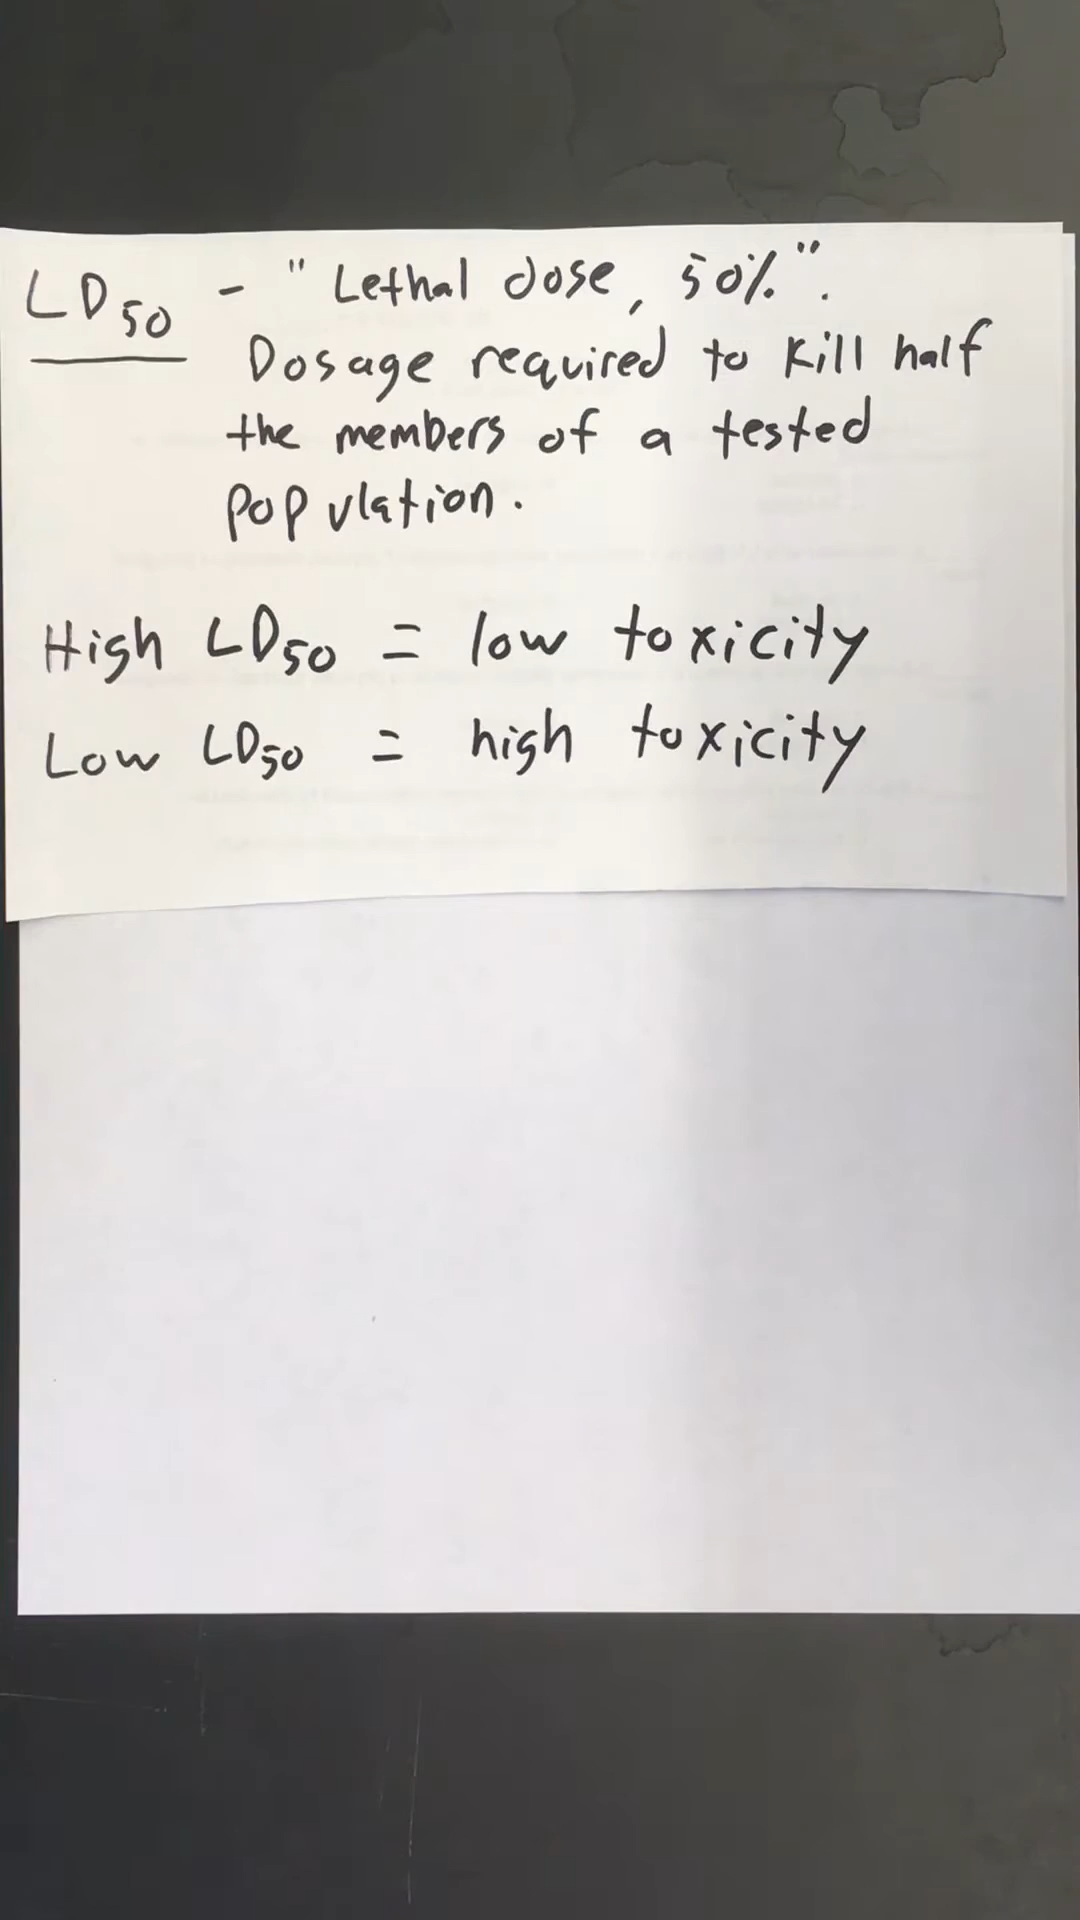 LD50 - "Lethal dose, 50%".
Dosage required to kill half
the members of a tested
population.
High LD50 = low toxicity
Low LD50 = high toxicity